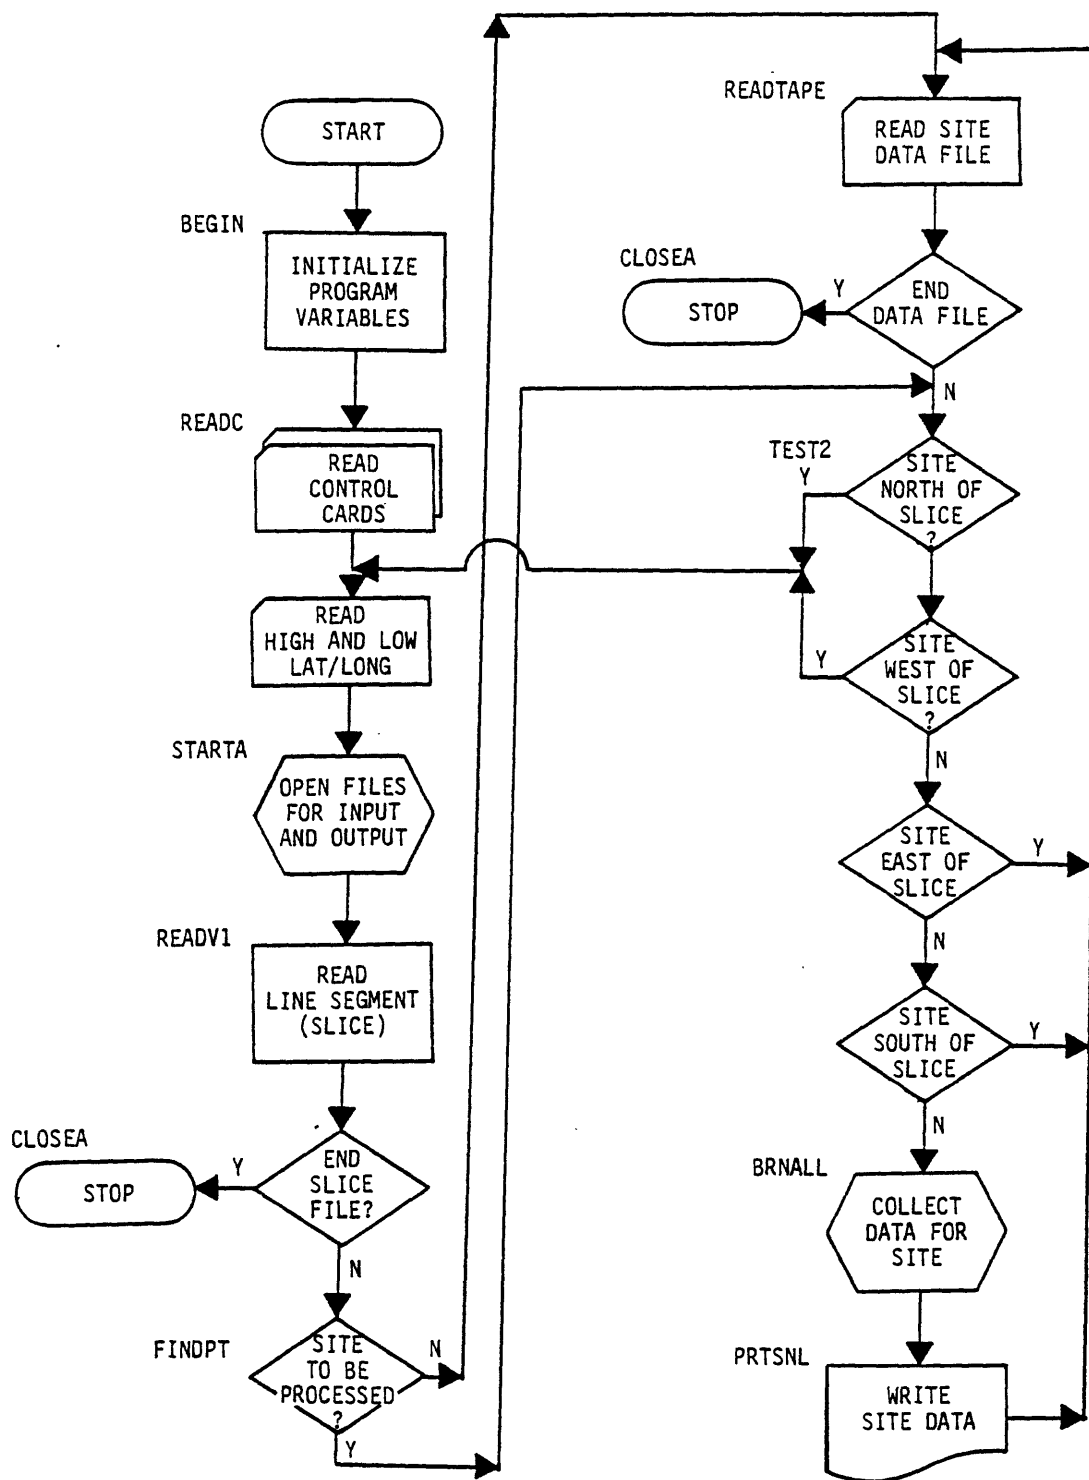 START
BEGIN
INITIALIZE
PROGRAM
VARIABLES
READC
READ
CONTROL
CARDS
READ
HIGH AND LOW
LAT/LONG
STARTA
OPEN FILES
FOR INPUT
AND OUTPUT
READV1
READ
LINE SEGMENT
(SLICE)
CLOSEA
Y
STOP
END
SLICE
FILE?
N
FINDPT
SITE
TO BE
PROCESSED
?
N
Y
READTAPE
READ SITE
DATA FILE
CLOSEA
STOP
Y
END
DATA FILE
N
TEST2
Y
SITE
NORTH OF
SLICE
?
Y
SITE
WEST OF
SLICE
?
N
SITE
EAST OF
SLICE
Y
N
SITE
SOUTH OF
SLICE
Y
N
BRNALL
COLLECT
DATA FOR
SITE
PRTSNL
WRITE
SITE DATA